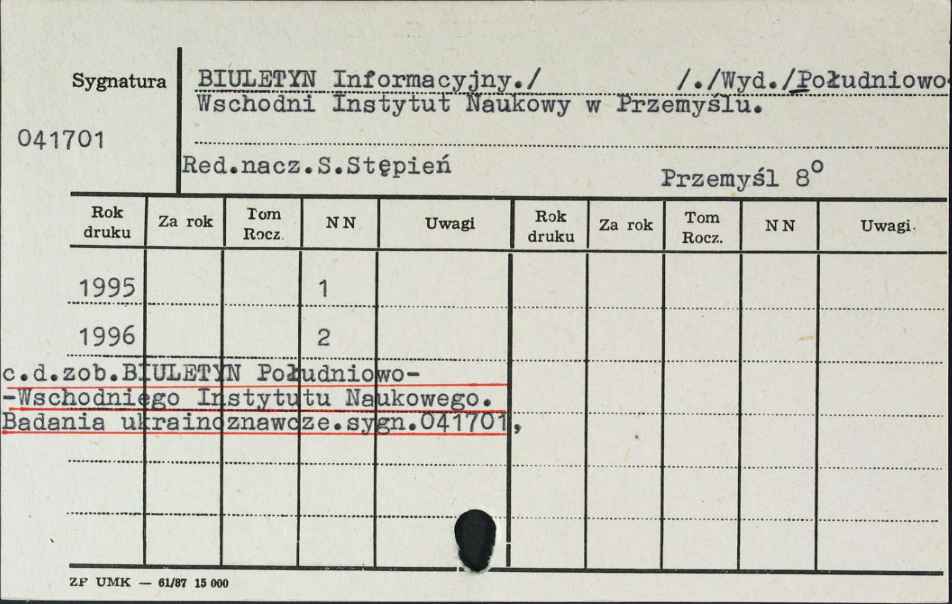 Sygnatura
BIULETYN Informacyjny./ /./Wyd./Południowo-
Wschodni Instytut Naukowy w Przemyślu.
041701
Red.nacz.S.Stępień
Przemyśl 8°
Rok druku Za rok Tom Rocz. NN Uwagi Rok druku Za rok Tom Rocz. NN Uwagi
1995 1
1996 2
c.d.zob.BIULETYN Południowo-
-Wschodniego Instytutu Naukowego.
Badania ukrainoznawcze.sygn.041701,
ZP UMK — 61/87 15 000